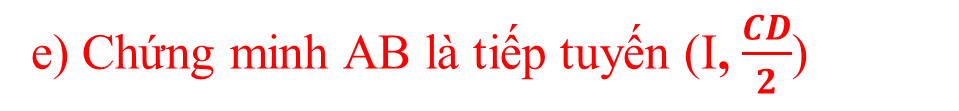 e) Chứng minh AB là tiếp tuyến (I, CD/2)